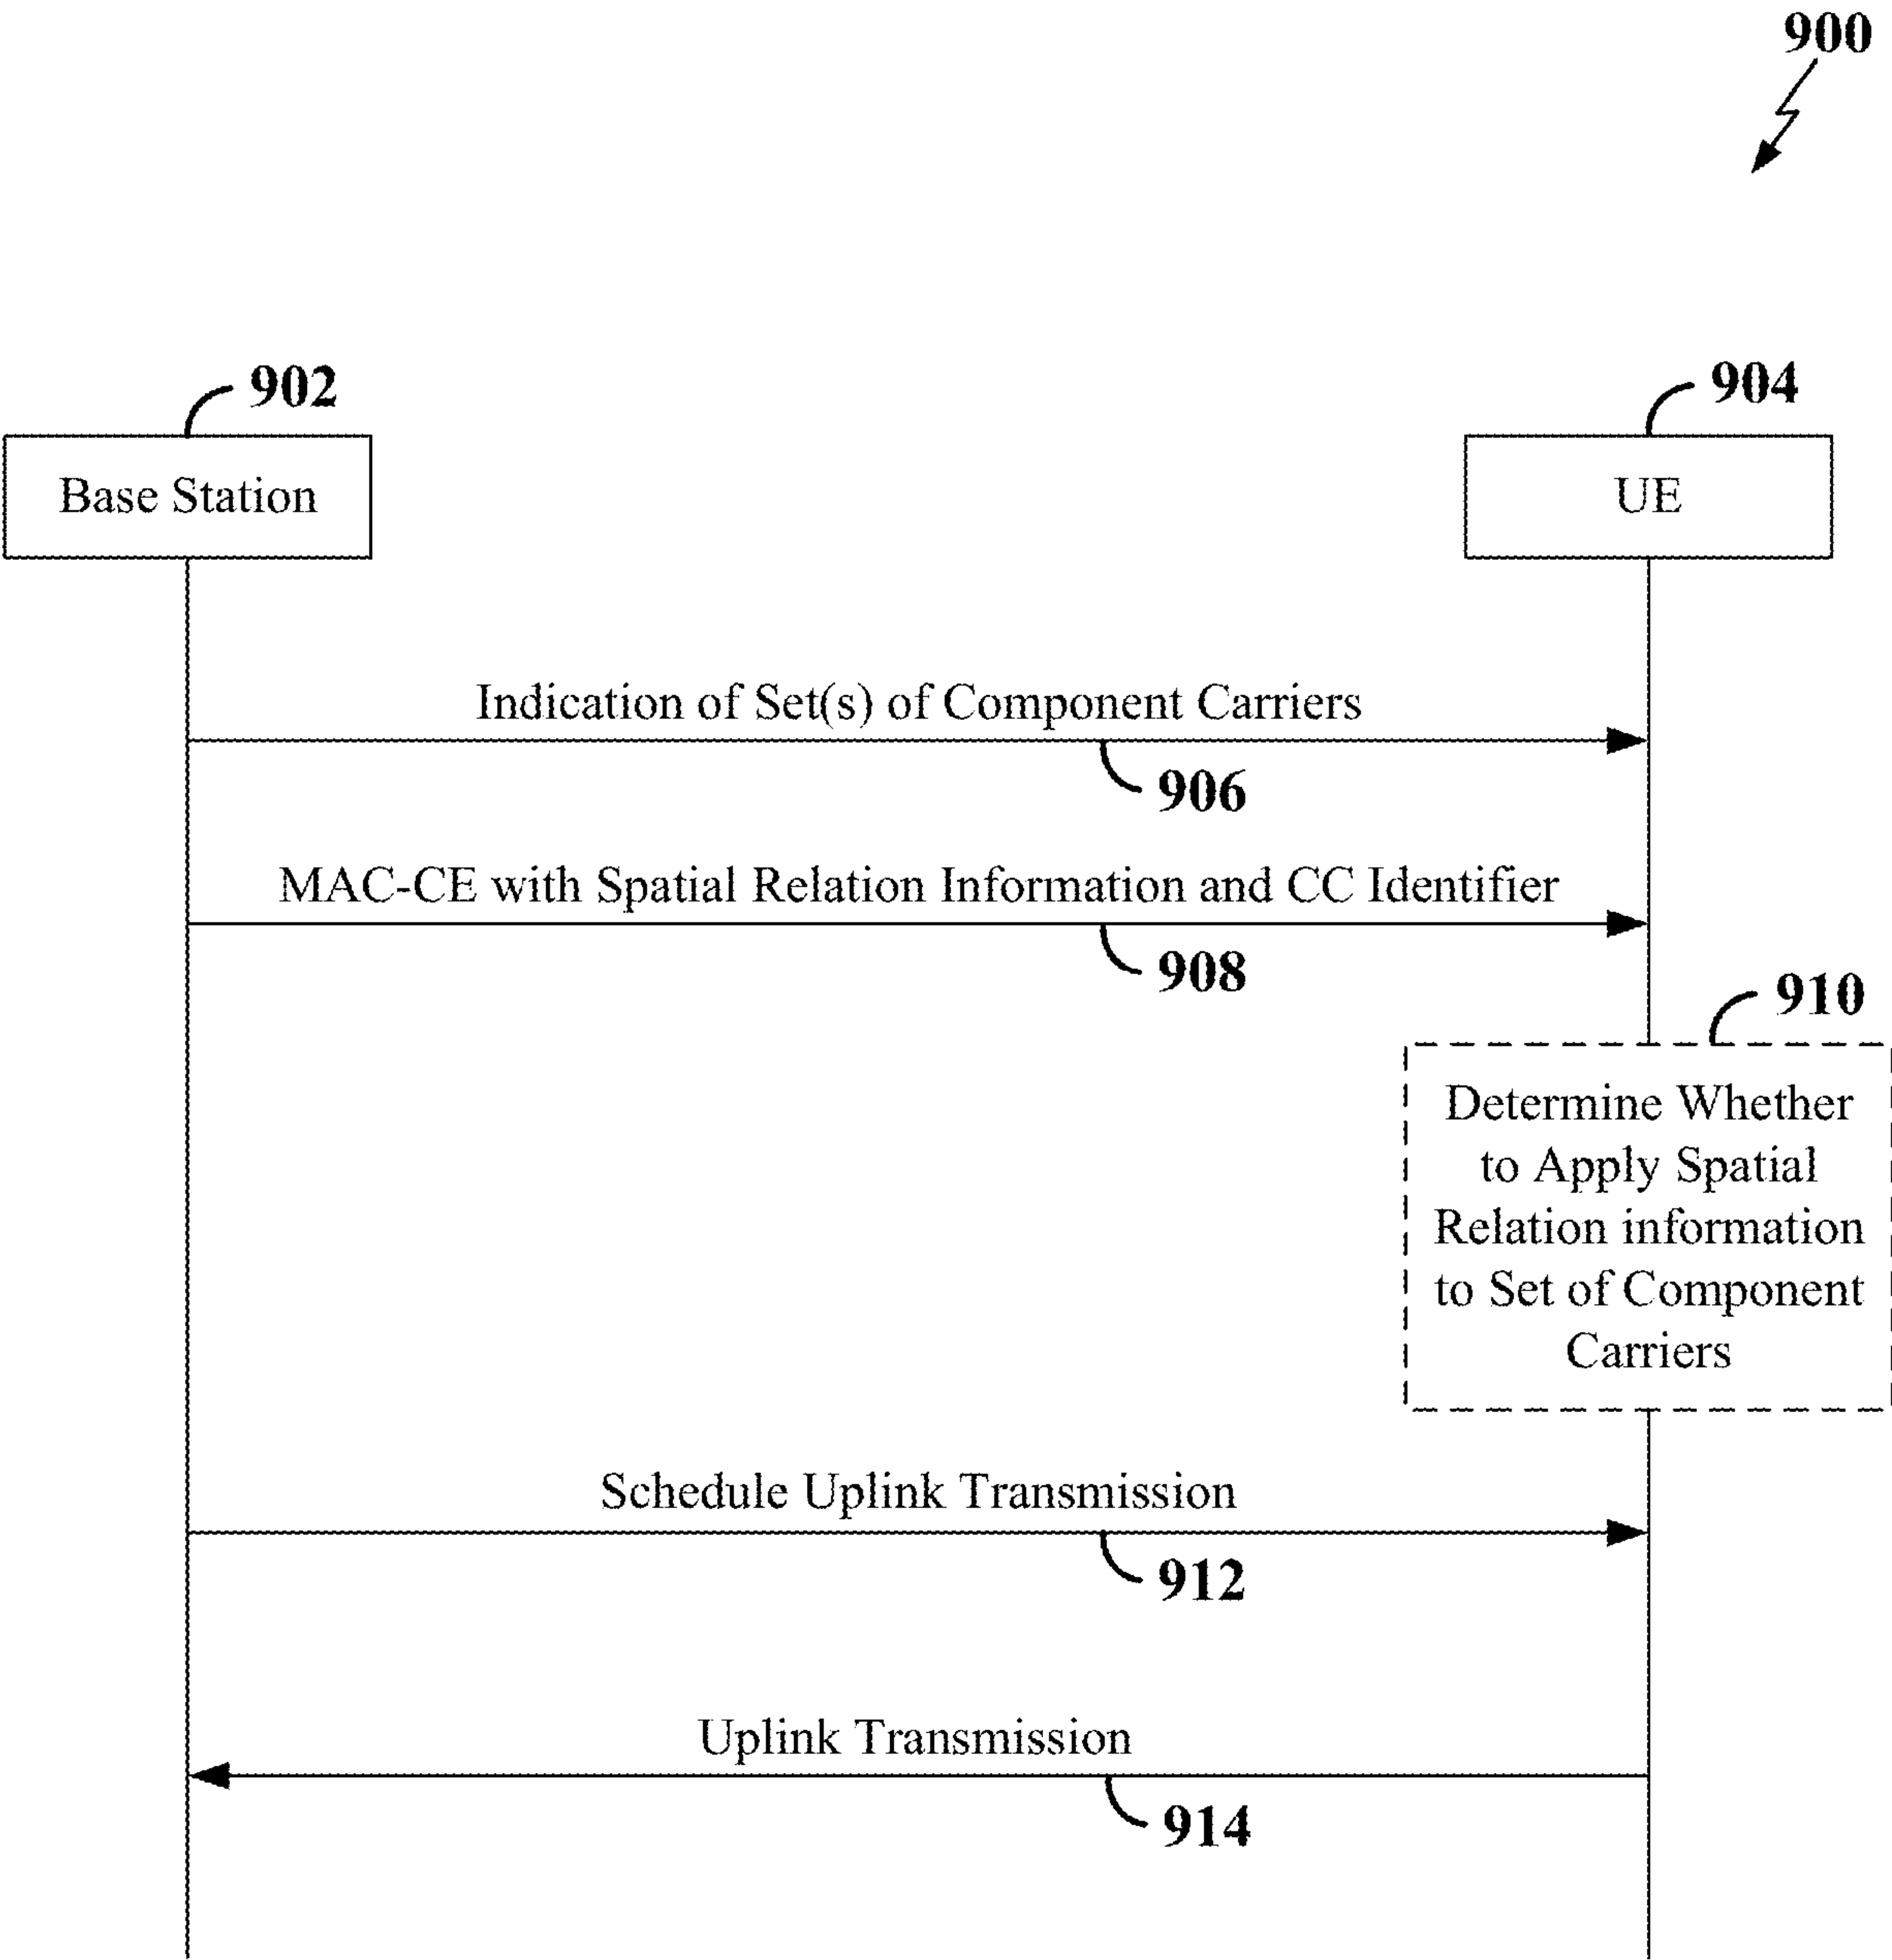 900
902
904
Base Station
UE
Indication of Set(s) of Component Carriers
906
MAC-CE with Spatial Relation Information and CC Identifier
908
910
Determine Whether
to Apply Spatial
Relation information
to Set of Component
Carriers
Schedule Uplink Transmission
912
Uplink Transmission
914